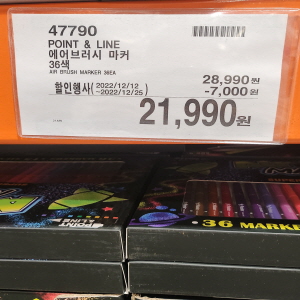 47790
POINT & LINE
에어브러시 마커
36색
AIR BRUSH MARKER 36EA
28,990원
할인행사(2022/12/12
~2022/12/25)
-7,000원
21,990원
POINT
& LINE
36 MARKER